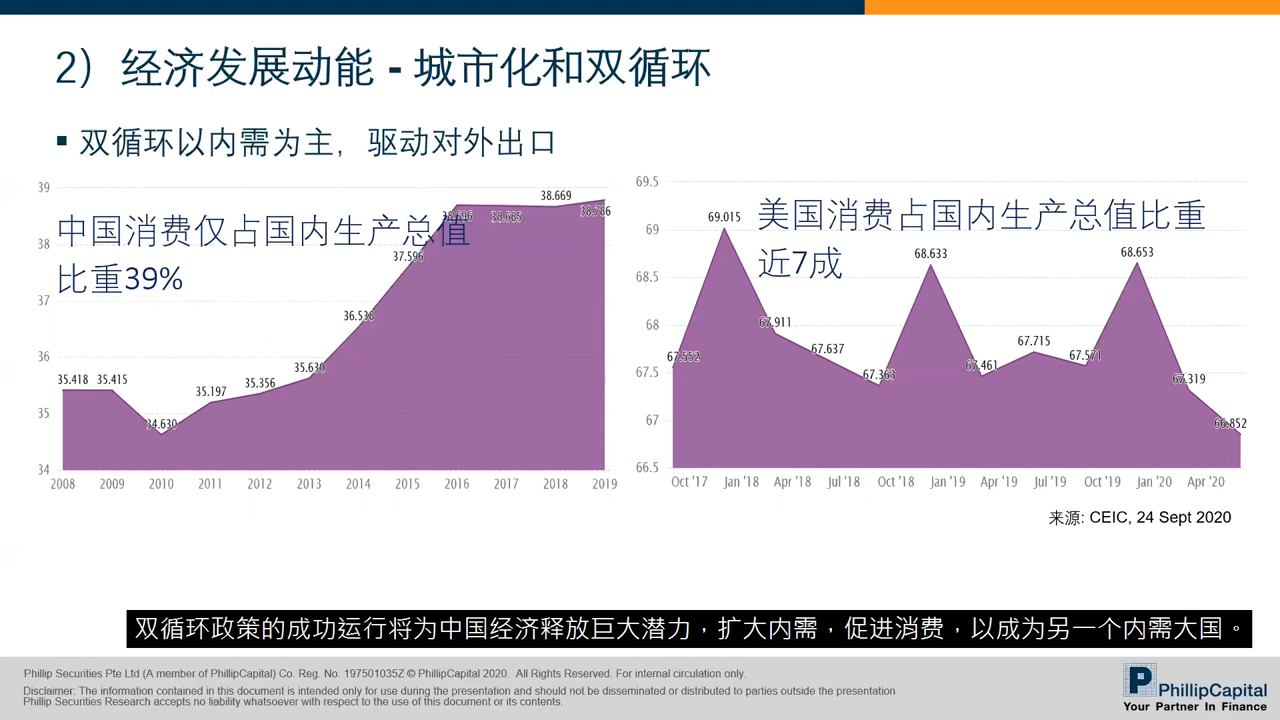 2）经济发展动能 - 城市化和双循环
▪ 双循环以内需为主，驱动对外出口
中国消费仅占国内生产总值
比重39%
39
38
37
36
35
34
35.418
35.415
34.630
35.197
35.356
35.630
36.538
37.596
38.685
38.669
38.786
2008 2009 2010 2011 2012 2013 2014 2015 2016 2017 2018 2019
美国消费占国内生产总值比重
近7成
69.5
69
68.5
68
67.5
67
66.5
67.552
69.015
67.911
67.637
67.363
68.633
67.461
67.715
67.571
68.653
67.319
66.852
Oct '17 Jan '18 Apr '18 Jul '18 Oct '18 Jan '19 Apr '19 Jul '19 Oct '19 Jan '20 Apr '20
来源: CEIC, 24 Sept 2020
双循环政策的成功运行将为中国经济释放巨大潜力，扩大内需，促进消费，以成为另一个内需大国。
Phillip Securities Pte Ltd (A member of PhillipCapital) Co. Reg. No. 197501035Z © PhillipCapital 2020. All Rights Reserved. For internal circulation only.
Disclaimer: The information contained in this document is intended only for use during the presentation and should not be disseminated or distributed to parties outside the presentation.
Phillip Securities Research accepts no liability whatsoever with respect to the use of this document or its contents.
PhillipCapital
Your Partner In Finance